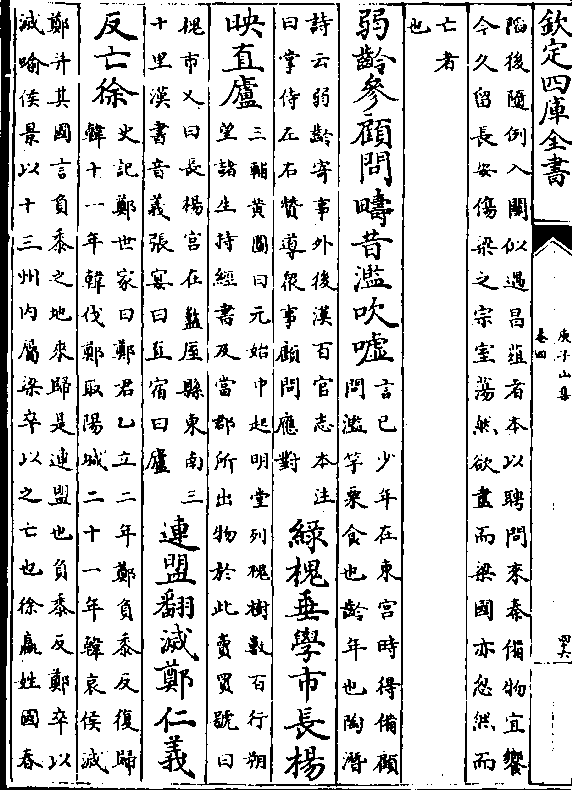 欽定四庫全書
庾子山集
卷四
陷後隨例入關似遇昌蒩者本以聘問來秦備物宜饗
今久留長安傷梁之宗室蕩然欲盡而梁國亦忽然而
亡者
也
弱齡參顧問疇昔濫吹噓
言已少年在東宫時得備顧
問濫竽粟食也齡年也陶潛
詩云弱齡寄事外後漢百官志本注
曰掌侍左右贊導衆事顧問應對
綠槐垂學市長楊
映直廬
三輔黄圖曰元始中起明堂列槐樹數百行朔
望諸生持經書及當郡所出物於此賣買號曰
槐市又曰長楊宫在盩厔縣東南三
十里漢書音義張宴曰直宿曰廬
連盟翻滅鄭仁義
反亡徐
史記鄭世家曰鄭君乙立二年鄭負黍反復歸
韓十一年韓伐鄭取陽城二十一年韓哀侯滅
鄭并其國言負黍之地來歸是連盟也負黍反鄭卒以
滅喻侯景以十三州内屬梁卒以之亡也徐嬴姓國春